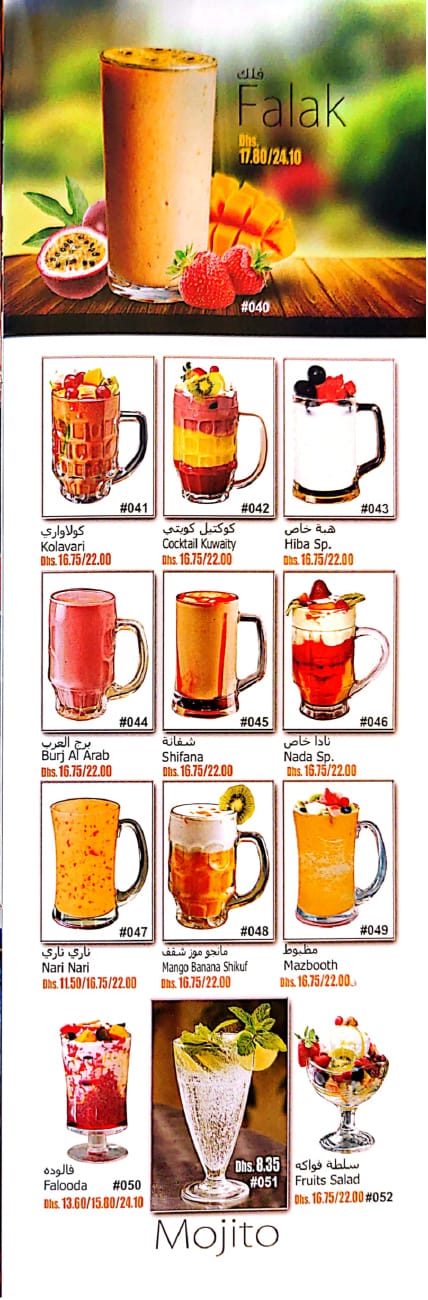 فلك
Falak
Dhs.
17.80/24.10
#040
#041
#042
#043
كولاواري
Kolavari
Dhs. 16.75/22.00
كوكتيل كويتي
Cocktail Kuwaity
Dhs. 16.75/22.00
هبة خاص
Hiba Sp.
Dhs. 16.75/22.00
#044
#045
#046
برج العرب
Burj Al Arab
Dhs. 16.75/22.00
شفانة
Shifana
Dhs. 16.75/22.00
نادا خاص
Nada Sp.
Dhs. 16.75/22.00
#047
#048
#049
ناري ناري
Nari Nari
Dhs. 11.50/16.75/22.00
مانجو موز شقف
Mango Banana Shikuf
Dhs. 16.75/22.00
مظبوط
Mazbooth
Dhs. 16.75/22.00
فالوده
Falooda #050
Dhs. 13.60/15.80/24.10
Dhs. 8.35
#051
Mojito
سلطة فواكه
Fruits Salad
Dhs. 16.75/22.00 #052